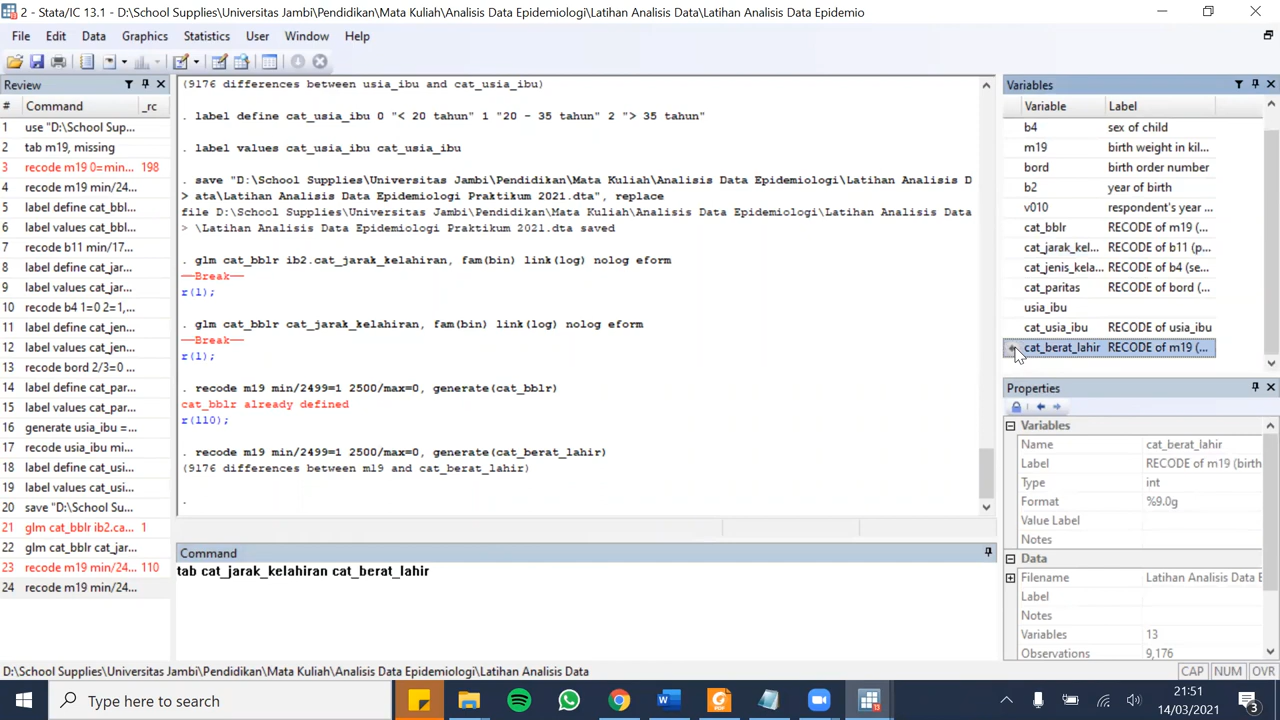 2 - Stata/IC 13.1 - D:\School Supplies\Universitas Jambi\Pendidikan\Mata Kuliah\Analisis Data Epidemiologi\Latihan Analisis Data\Latihan Analisis Data Epidemio
File Edit Data Graphics Statistics User Window Help
Review
# Command _rc
1 use "D:\School Sup...
2 tab m19, missing
3 recode m19 0=min... 198
4 recode m19 min/24...
5 label define cat_bbl...
6 label values cat_bbl...
7 recode b11 min/17...
8 label define cat_jar...
9 label values cat_jar...
10 recode b4 1=0 2=1,...
11 label define cat_jen...
12 label values cat_jen...
13 recode bord 2/3=0 ...
14 label define cat_par...
15 label values cat_par...
16 generate usia_ibu =...
17 recode usia_ibu mi...
18 label define cat_usi...
19 label values cat_usi...
20 save "D:\School Su...
21 glm cat_bblr ib2.ca... 1
22 glm cat_bblr cat_jar...
23 recode m19 min/24... 110
24 recode m19 min/24...
(9176 differences between usia_ibu and cat_usia_ibu)
. label define cat_usia_ibu 0 "< 20 tahun" 1 "20 - 35 tahun" 2 "> 35 tahun"
. label values cat_usia_ibu cat_usia_ibu
. save "D:\School Supplies\Universitas Jambi\Pendidikan\Mata Kuliah\Analisis Data Epidemiologi\Latihan Analisis D
> ata\Latihan Analisis Data Epidemiologi Praktikum 2021.dta", replace
file D:\School Supplies\Universitas Jambi\Pendidikan\Mata Kuliah\Analisis Data Epidemiologi\Latihan Analisis Data
> \Latihan Analisis Data Epidemiologi Praktikum 2021.dta saved
. glm cat_bblr ib2.cat_jarak_kelahiran, fam(bin) link(log) nolog eform
—Break—
r(1);
. glm cat_bblr cat_jarak_kelahiran, fam(bin) link(log) nolog eform
—Break—
r(1);
. recode m19 min/2499=1 2500/max=0, generate(cat_bblr)
cat_bblr already defined
r(110);
. recode m19 min/2499=1 2500/max=0, generate(cat_berat_lahir)
(9176 differences between m19 and cat_berat_lahir)
.
Command
tab cat_jarak_kelahiran cat_berat_lahir
Variables
Variable Label
b4 sex of child
m19 birth weight in kil...
bord birth order number
b2 year of birth
v010 respondent's year ...
cat_bblr RECODE of m19 (...
cat_jarak_kel... RECODE of b11 (p...
cat_jenis_kela... RECODE of b4 (se...
cat_paritas RECODE of bord (...
usia_ibu
cat_usia_ibu RECODE of usia_ibu
cat_berat_lahir RECODE of m19 (...
Properties
Variables
Name cat_berat_lahir
Label RECODE of m19 (birth
Type int
Format %9.0g
Value Label
Notes
Data
Filename Latihan Analisis Data E
Label
Notes
Variables 13
Observations 9,176
D:\School Supplies\Universitas Jambi\Pendidikan\Mata Kuliah\Analisis Data Epidemiologi\Latihan Analisis Data
CAP NUM OVR
Type here to search
21:51
14/03/2021
3